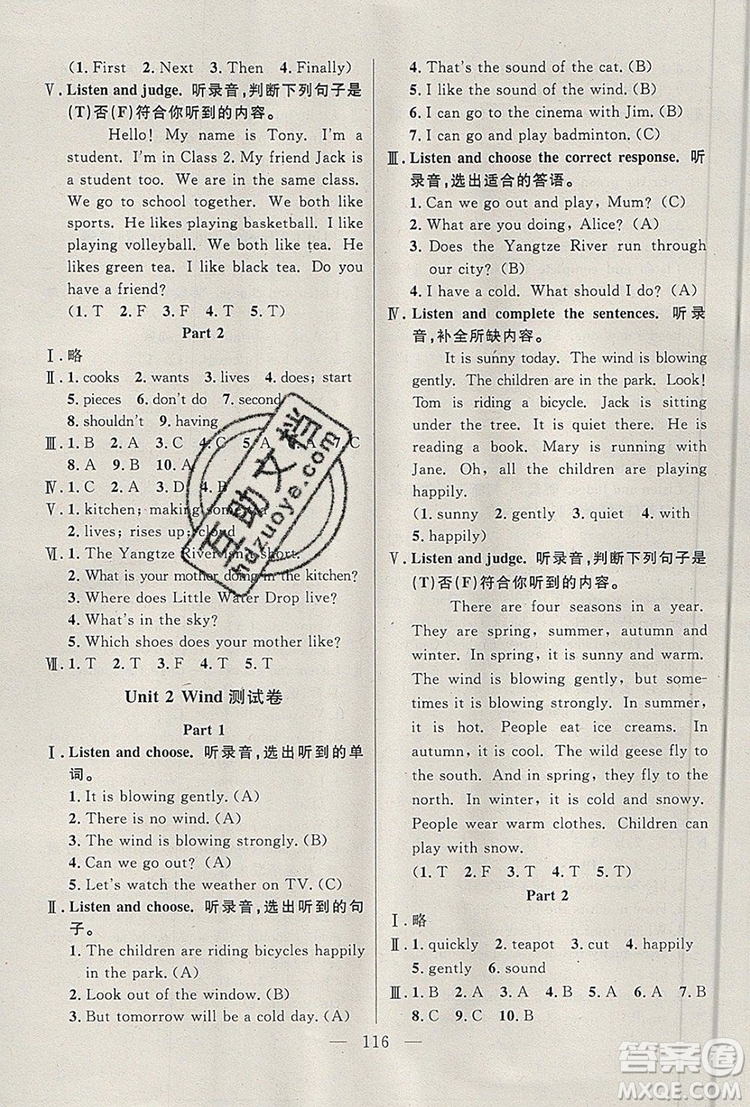 (1. First 2. Next 3. Then 4. Finally)
Ⅴ. Listen and judge. 听录音,判断下列句子是
(T)否(F)符合你听到的内容。
Hello! My name is Tony. I'm a
student. I'm in Class 2. My friend Jack is
a student too. We are in the same class.
We go to school together. We both like
sports. He likes playing basketball. I like
playing volleyball. We both like tea. He
likes green tea. I like black tea. Do you
have a friend?
(1. T 2. F 3. F 4. T 5. T)
Part 2
Ⅰ. 略
Ⅱ. 1. cooks 2. wants 3. lives 4. does; start
5. pieces 6. don't do 7. second
8. shouldn't 9. having
Ⅲ. 1. B 2. A 3. C 4. C 5. A 6. A 7. C
8. A 9. B 10. A
Ⅳ. 1. C 2. A 3. B 4.
Ⅴ. 1. kitchen; making some
2. lives; rises up; cloud
Ⅵ. 1. The Yangtze River isn't short.
2. What is your mother doing in the kitchen?
3. Where does Little Water Drop live?
4. What's in the sky?
5. Which shoes does your mother like?
Ⅶ. 1. T 2. T 3. F 4. T 5. T
Unit 2 Wind 测试卷
Part 1
Ⅰ. Listen and choose. 听录音,选出听到的单
词。
1. It is blowing gently. (A)
2. There is no wind. (A)
3. The wind is blowing strongly. (B)
4. Can we go out? (A)
5. Let's watch the weather on TV. (A)
Ⅱ. Listen and choose. 听录音,选出听到的句
子。
1. The children are riding bicycles happily
in the park. (A)
2. Look out of the window. (B)
3. But tomorrow will be a cold day. (A)
4. That's the sound of the cat. (B)
5. I like the sound of the wind. (B)
6. I can go to the cinema with Jim. (A)
7. I can go and play badminton. (B)
Ⅲ. Listen and choose the correct response. 听
录音,选出适合的答语。
1. Can we go out and play, Mum? (A)
2. What are you doing, Alice? (A)
3. Does the Yangtze River run through
our city? (B)
4. I have a cold. What should I do? (A)
Ⅳ. Listen and complete the sentences. 听录
音,补全所缺内容。
It is sunny today. The wind is blowing
gently. The children are in the park. Look!
Tom is riding a bicycle. Jack is standing
under a tree. It is quiet there. He is
reading a book. Mary is running with
Jane. Oh, all the children are playing
happily.
(1. sunny 2. gently 3. quiet 4. with
5. happily)
Ⅴ. Listen and judge. 听录音,判断下列句子是
(T)否(F)符合你听到的内容。
There are four seasons in a year.
They are spring, summer, autumn and
winter. In spring, it is sunny and warm.
The wind is blowing gently. Sometimes
the wind is blowing strongly. In summer,
it is hot. People eat ice creams. In
autumn, it is cool. The wild geese fly to
the south. And in spring, they fly to the
north. In winter, it is cold and snowy.
People wear warm clothes. Children can
play with snow.
(1. T 2. F 3. T 4. T 5. T)
Part 2
Ⅰ. 略
Ⅱ. 1. quickly 2. teapot 3. cut 4. may
5. gently 6. sound
Ⅲ. 1. B 2. A 3. A 4. A 5. A 6. B 7. B
8. C 9. A 10. B
— 116 —
互助文档
hdzuoye.com
答案圈
MXQE.COM